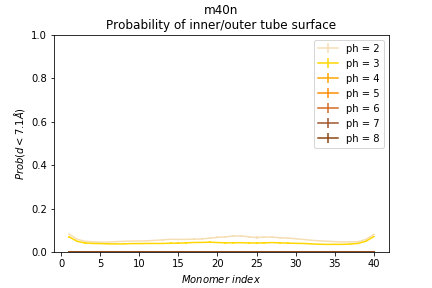 m40n
Probability of inner/outer tube surface
1.0
0.8
0.6
0.4
0.2
0.0
Prob(d < 7.1Å)
ph = 2
ph = 3
ph = 4
ph = 5
ph = 6
ph = 7
ph = 8
0 5 10 15 20 25 30 35 40
Monomer index